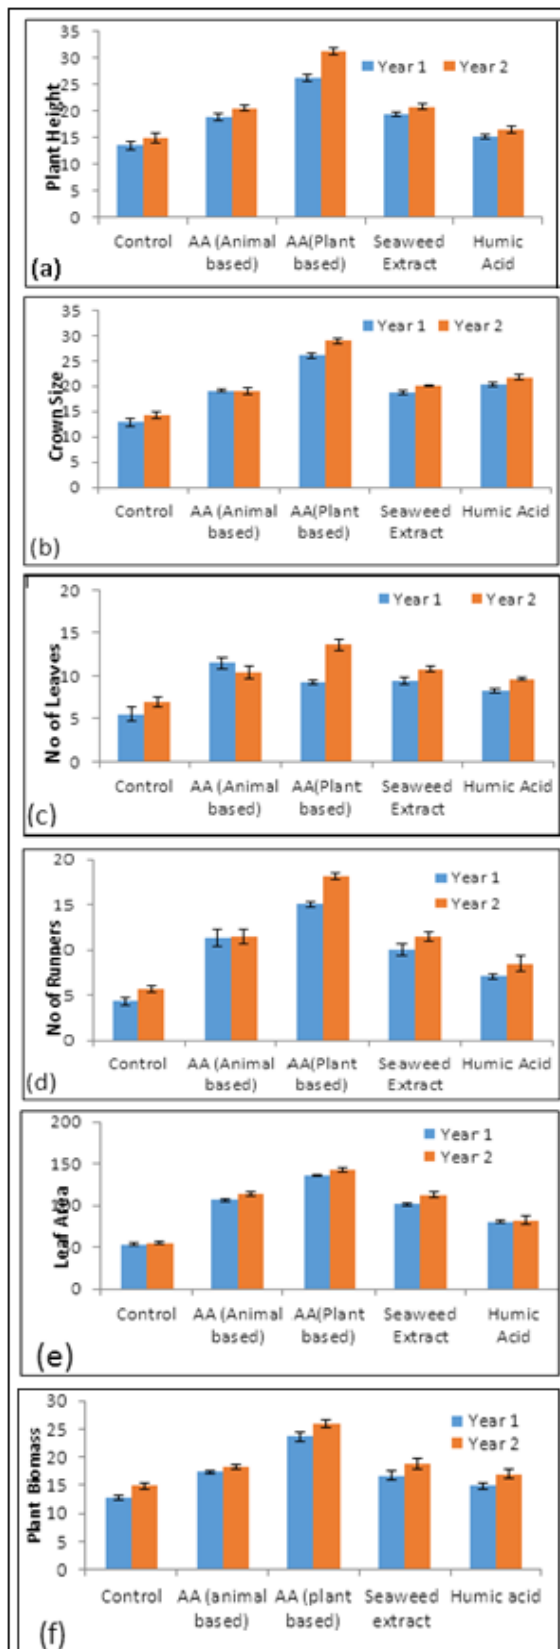 35
30
25
20
15
10
5
0
Plant Height
Year 1 Year 2
Control AA (Animal based) AA(Plant based) Seaweed Extract Humic Acid
(a)
35
30
25
20
15
10
5
0
Crown Size
Year 1 Year 2
Control AA (Animal based) AA(Plant based) Seaweed Extract Humic Acid
(b)
20
15
10
5
0
No of Leaves
Year 1 Year 2
Control AA (Animal based) AA(Plant based) Seaweed Extract Humic Acid
(c)
20
15
10
5
0
No of Runners
Year 1
Year 2
Control AA (Animal based) AA(Plant based) Seaweed Extract Humic Acid
(d)
200
150
100
50
0
Leaf Area
Year 1
Year 2
Control AA (Animal based) AA(Plant based) Seaweed Extract Humic Acid
(e)
30
25
20
15
10
5
0
Plant Biomass
Year 1
Year 2
Control AA (animal based) AA (plant based) Seaweed extract Humic acid
(f)